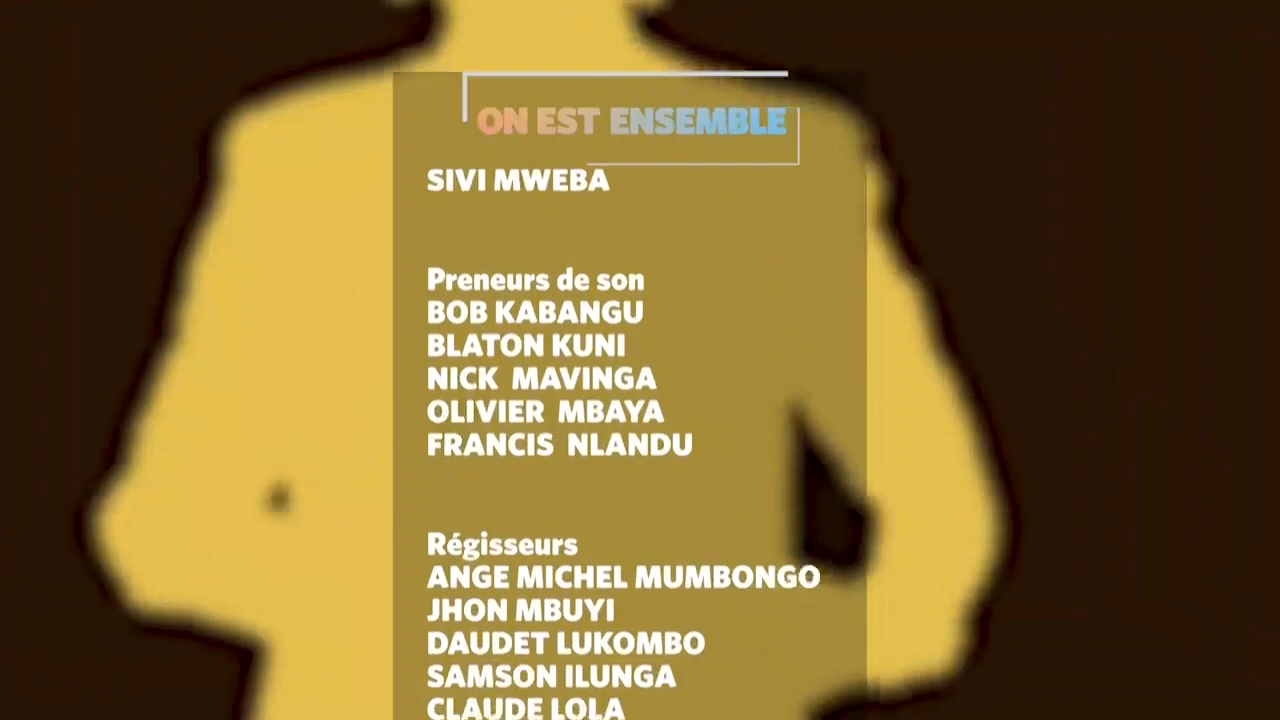 ON EST ENSEMBLE
SIVI MWEBA
Preneurs de son
BOB KABANGU
BLATON KUNI
NICK MAVINGA
OLIVIER MBAYA
FRANCIS NLANDU
Régisseurs
ANGE MICHEL MUMBONGO
JHON MBUYI
DAUDET LUKOMBO
SAMSON ILUNGA
CLAUDE LOLA